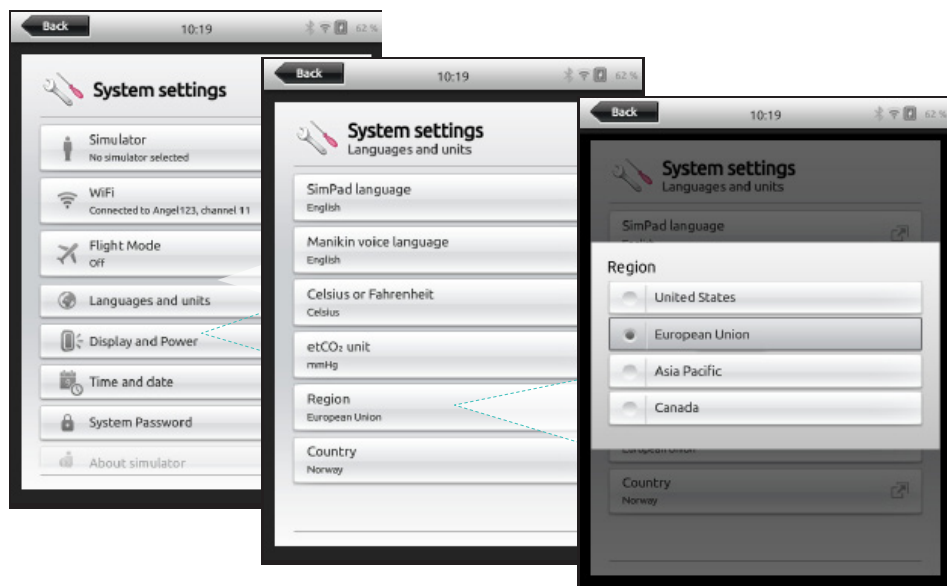 Back
10:19
62 %
System settings
Simulator
No simulator selected
WiFi
Connected to Angel123, channel 11
Flight Mode
Off
Languages and units
Display and Power
Time and date
System Password
About simulator
Back
10:19
62 %
System settings
Languages and units
SimPad language
English
Manikin voice language
English
Celsius or Fahrenheit
Celsius
etCO₂ unit
mmHg
Region
European Union
Country
Norway
Back
10:19
62 %
System settings
Languages and units
SimPad language
English
Region
United States
European Union
Asia Pacific
Canada
European Union
Country
Norway